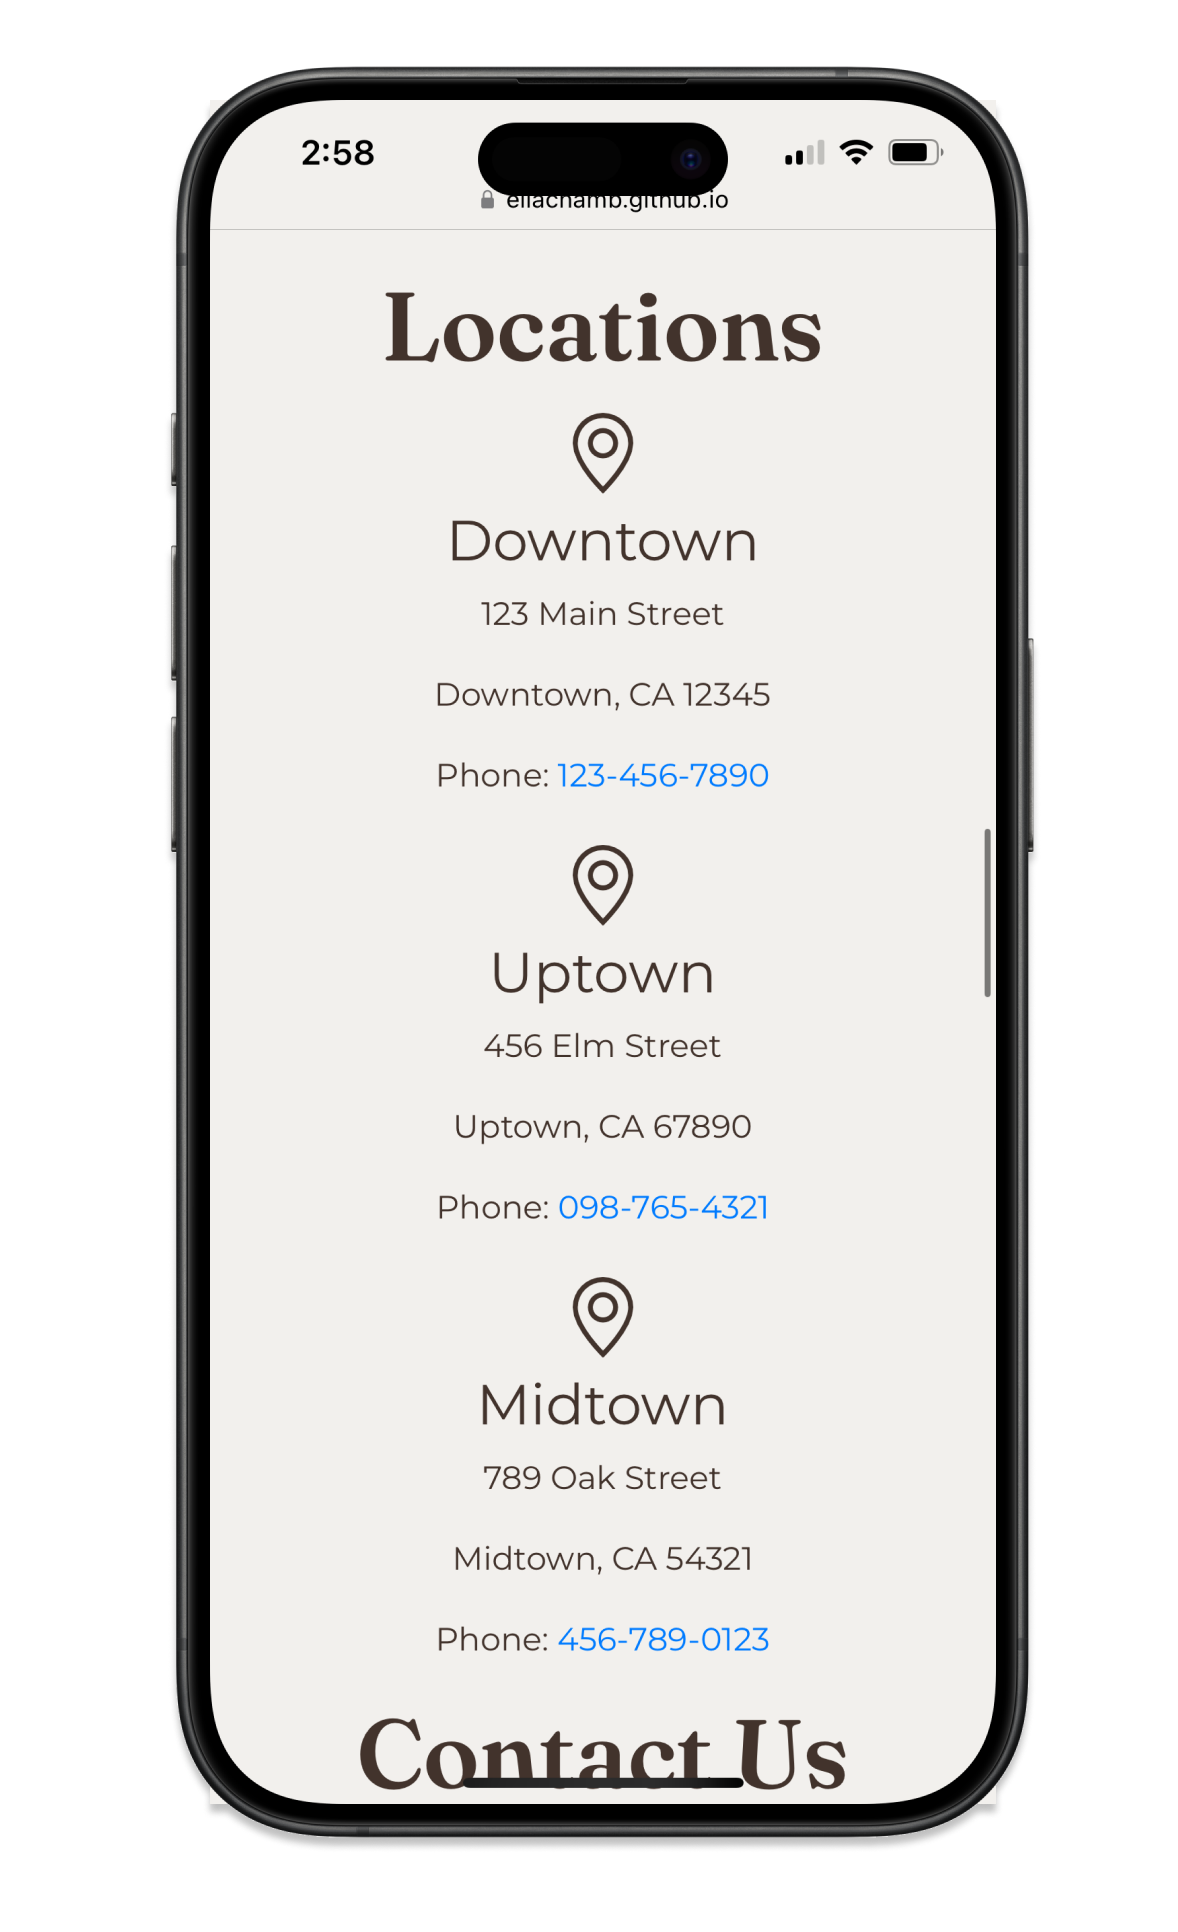 2:58
ellachamb.github.io
Locations
Downtown
123 Main Street
Downtown, CA 12345
Phone: 123-456-7890
Uptown
456 Elm Street
Uptown, CA 67890
Phone: 098-765-4321
Midtown
789 Oak Street
Midtown, CA 54321
Phone: 456-789-0123
Contact Us